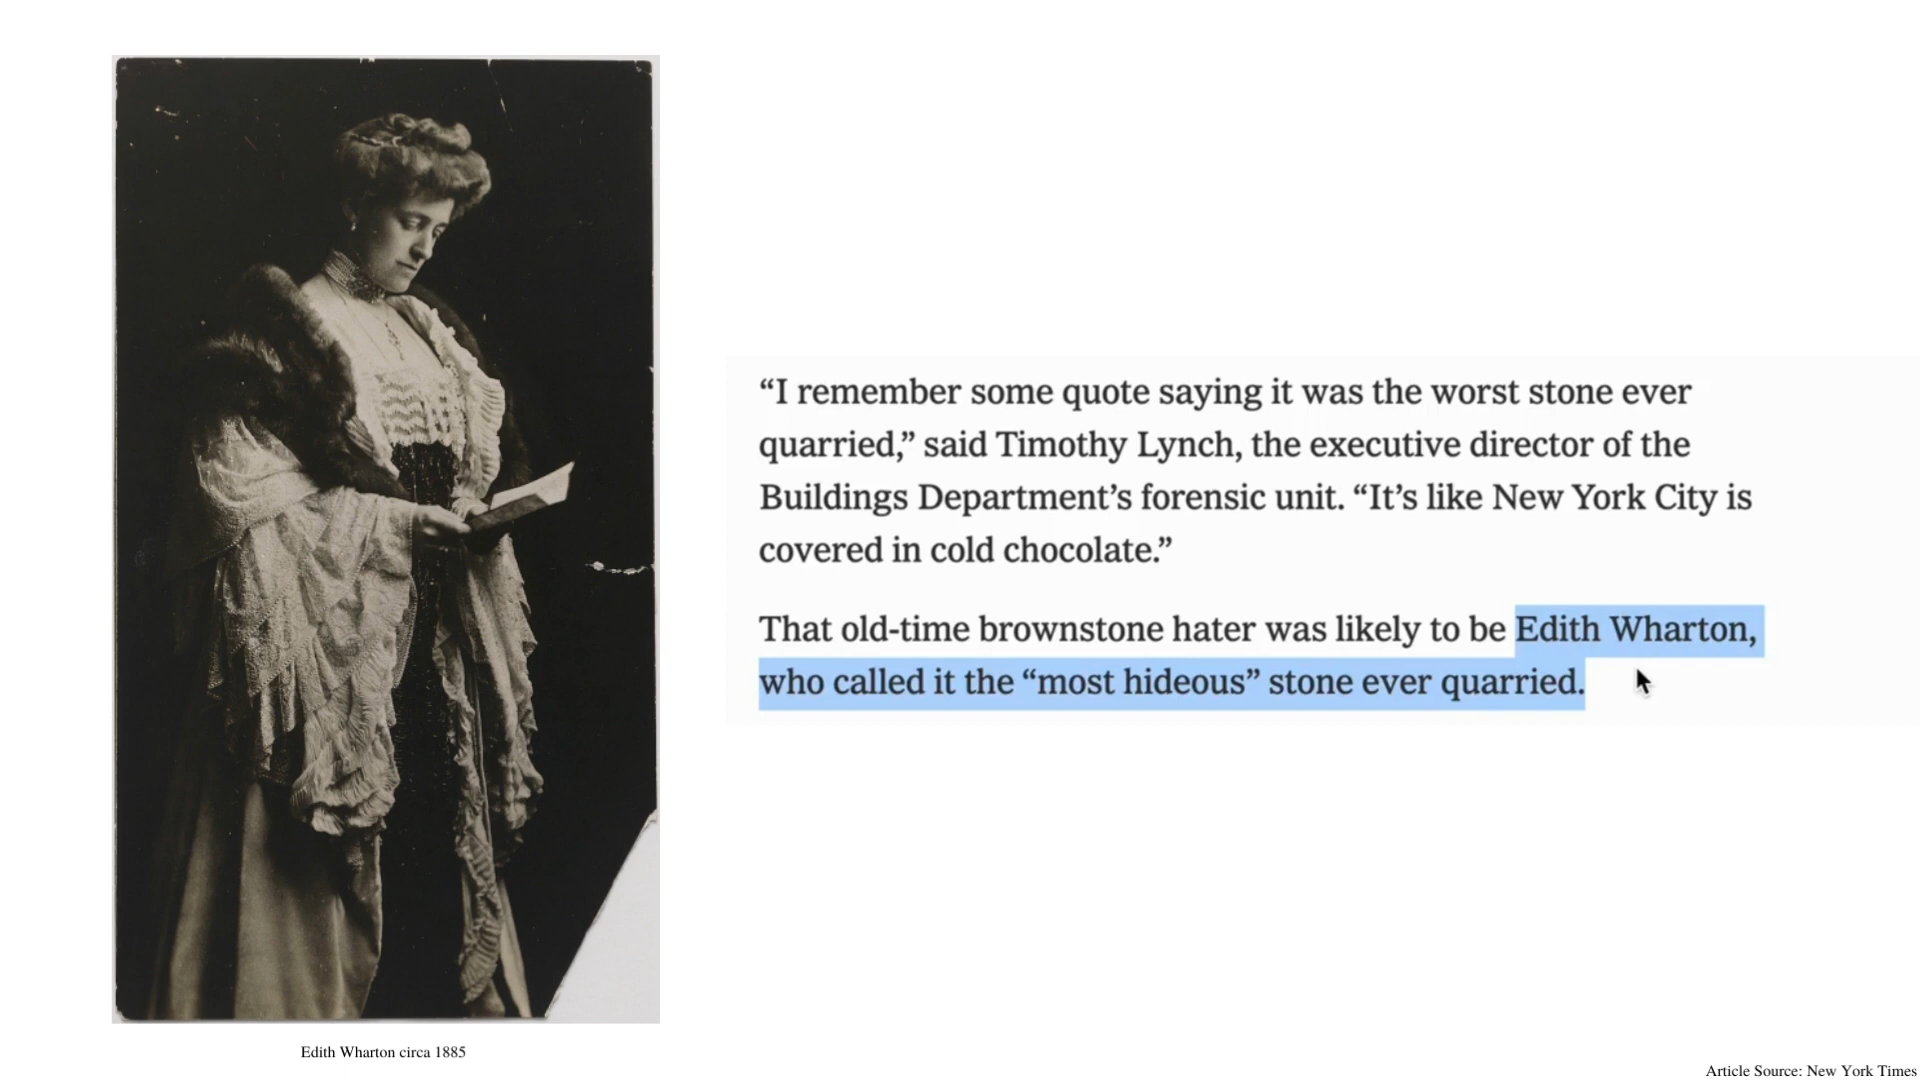 “I remember some quote saying it was the worst stone ever
quarried,” said Timothy Lynch, the executive director of the
Buildings Department’s forensic unit. “It’s like New York City is
covered in cold chocolate.”
That old-time brownstone hater was likely to be Edith Wharton,
who called it the “most hideous” stone ever quarried.
Edith Wharton circa 1885
Article Source: New York Times